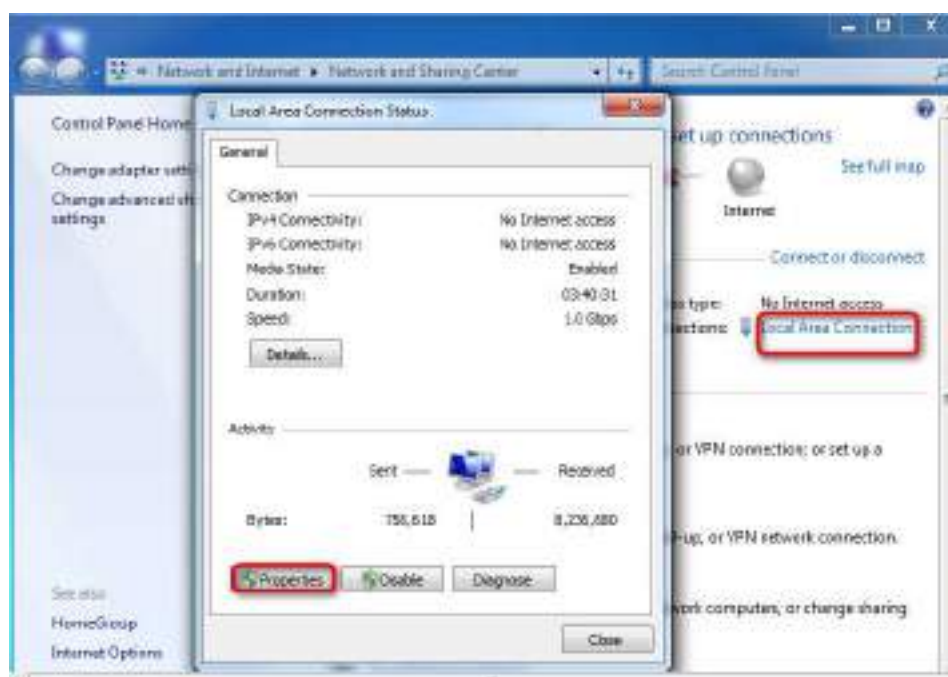 Network and Internet ▸ Network and Sharing Center
Search Control Panel
Control Panel Home
Change adapter sett
Change advanced sh
settings
See also
HomeGroup
Internet Options
Local Area Connection Status
General
Connection
IPv4 Connectivity: No Internet access
IPv6 Connectivity: No Internet access
Media State: Enabled
Duration: 03:40:31
Speed: 1.0 Gbps
Details...
Activity
Sent — — Received
Bytes: 756,618 | 8,236,680
Properties Disable Diagnose
Close
set up connections
See full map
Internet
Connect or disconnect
ss type: No Internet access
nections: Local Area Connection
or VPN connection; or set up a
-up, or VPN network connection.
work computers, or change sharing